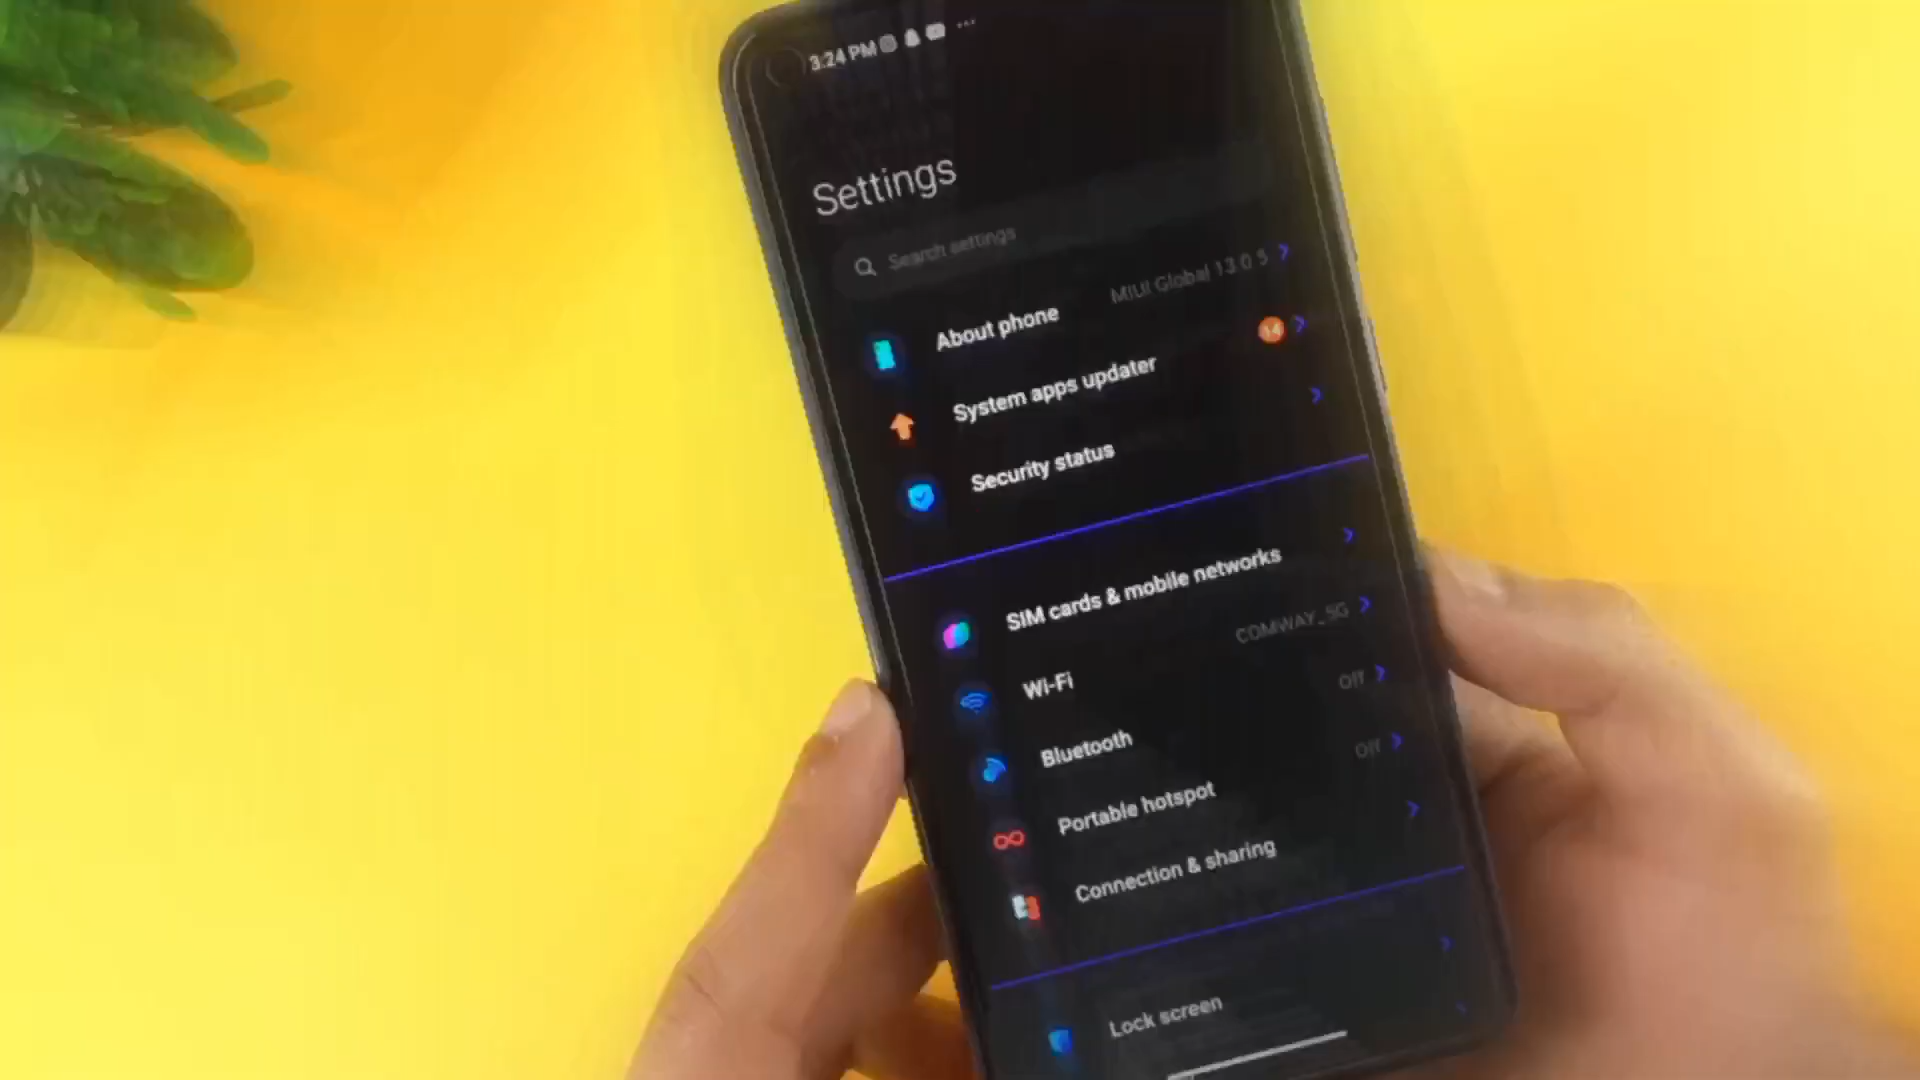 3:24 PM
Settings
Search settings
About phone
MIUI Global 13.0.5
System apps updater
14
Security status
SIM cards & mobile networks
Wi-Fi
COMWAY_5G
Bluetooth
Off
Portable hotspot
Off
Connection & sharing
Lock screen